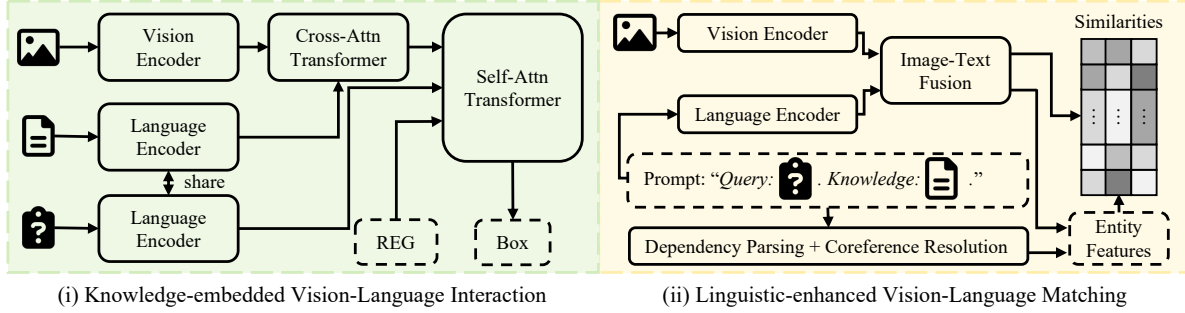 Vision
Encoder
Cross-Attn
Transformer
Self-Attn
Transformer
Language
Encoder
share
Language
Encoder
REG
Box
(i) Knowledge-embedded Vision-Language Interaction
Vision Encoder
Image-Text
Fusion
Similarities
Language Encoder
Prompt: “Query: ? . Knowledge: .”
Dependency Parsing + Coreference Resolution
Entity
Features
(ii) Linguistic-enhanced Vision-Language Matching